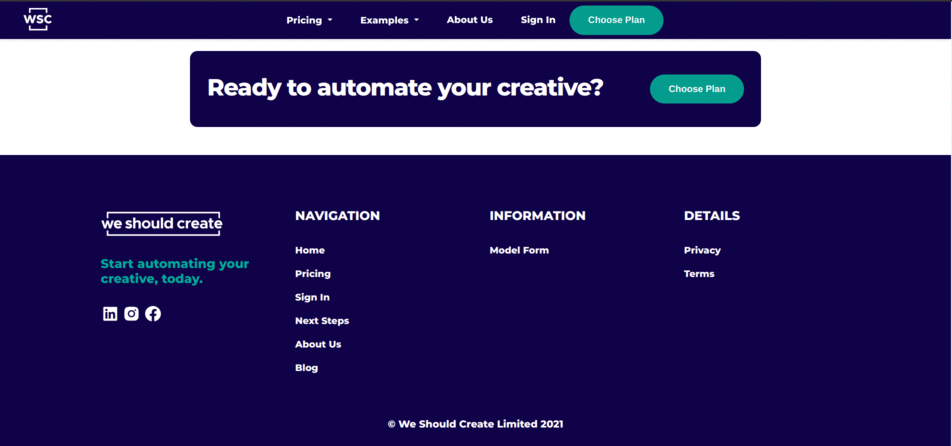 WSC
Pricing
Examples
About Us
Sign In
Choose Plan
Ready to automate your creative?
Choose Plan
we should create
Start automating your
creative, today.
NAVIGATION
Home
Pricing
Sign In
Next Steps
About Us
Blog
INFORMATION
Model Form
DETAILS
Privacy
Terms
© We Should Create Limited 2021